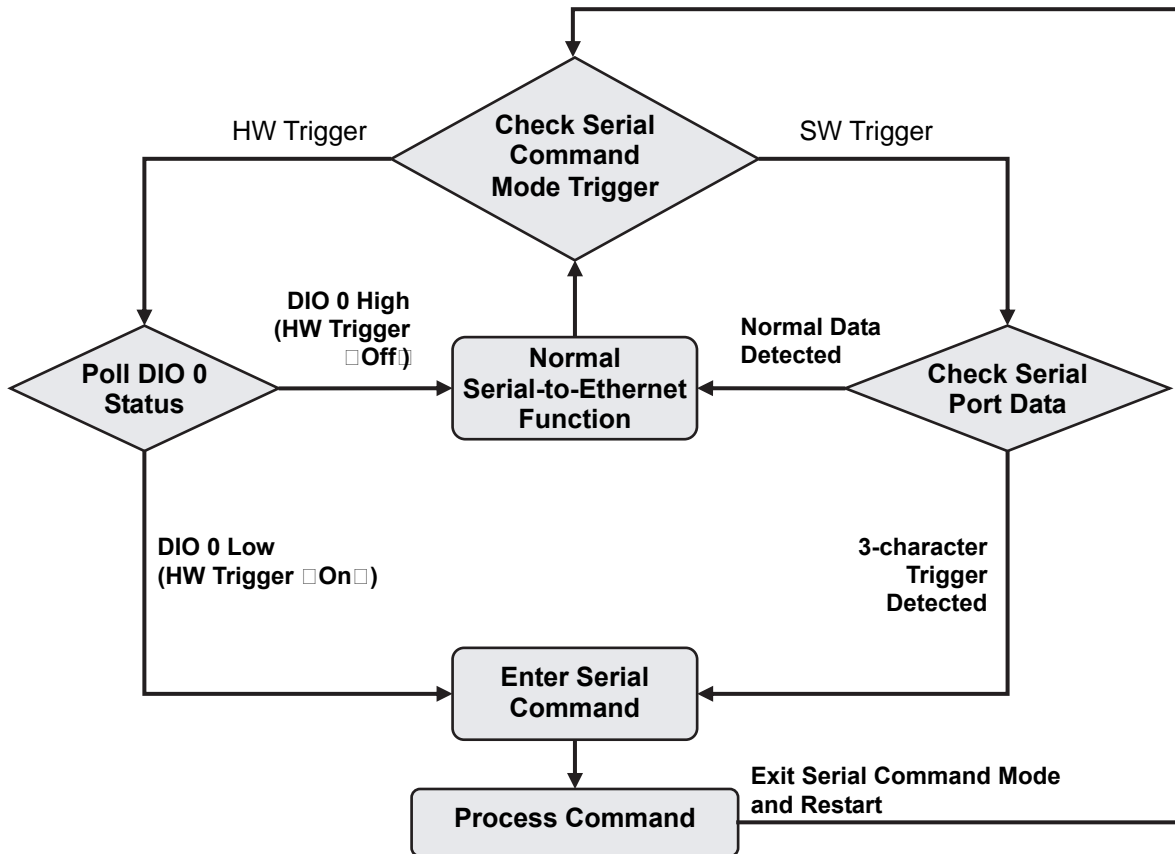 Check Serial
Command
Mode Trigger
HW Trigger
SW Trigger
DIO 0 High
(HW Trigger
□Off□)
Normal Data
Detected
Poll DIO 0
Status
Normal
Serial-to-Ethernet
Function
Check Serial
Port Data
DIO 0 Low
(HW Trigger □On□)
3-character
Trigger
Detected
Enter Serial
Command
Process Command
Exit Serial Command Mode
and Restart